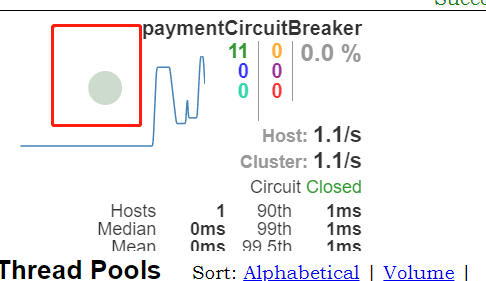 Succe
paymentCircuitBreaker
11 0 0.0 %
0 0
0 0
Host: 1.1/s
Cluster: 1.1/s
Circuit Closed
Hosts 1 90th 1ms
Median 0ms 99th 1ms
Mean 0ms 99.5th 1ms
Thread Pools Sort: Alphabetical | Volume |